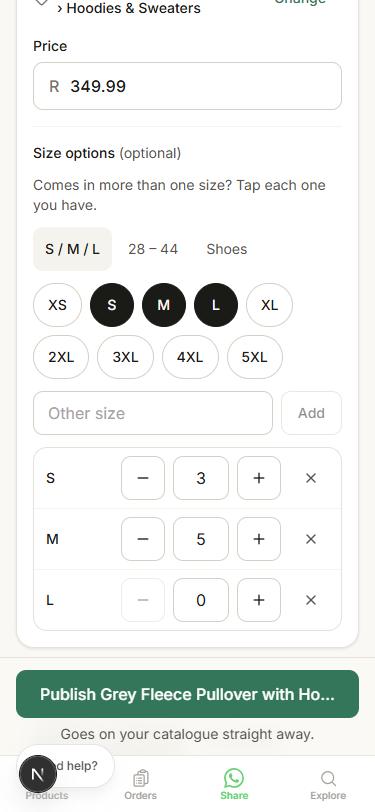 › Hoodies & Sweaters
Change
Price
R 349.99
Size options (optional)
Comes in more than one size? Tap each one
you have.
S / M / L 28 – 44 Shoes
XS S M L XL
2XL 3XL 4XL 5XL
Other size Add
S − 3 + ×
M − 5 + ×
L − 0 + ×
Publish Grey Fleece Pullover with Ho...
Goes on your catalogue straight away.
N d help?
Products Orders Share Explore